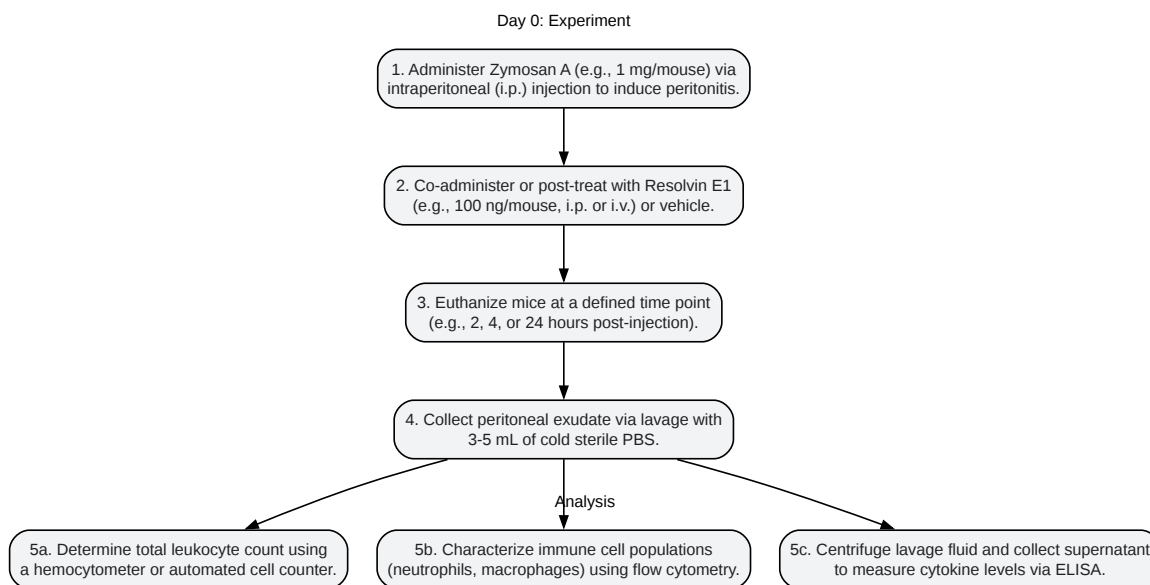 Day 0: Experiment
1. Administer Zymosan A (e.g., 1 mg/mouse) via
intraperitoneal (i.p.) injection to induce peritonitis.
2. Co-administer or post-treat with Resolvin E1
(e.g., 100 ng/mouse, i.p. or i.v.) or vehicle.
3. Euthanize mice at a defined time point
(e.g., 2, 4, or 24 hours post-injection).
4. Collect peritoneal exudate via lavage with
3-5 mL of cold sterile PBS.
Analysis
5a. Determine total leukocyte count using
a hemocytometer or automated cell counter.
5b. Characterize immune cell populations
(neutrophils, macrophages) using flow cytometry.
5c. Centrifuge lavage fluid and collect supernatant
to measure cytokine levels via ELISA.